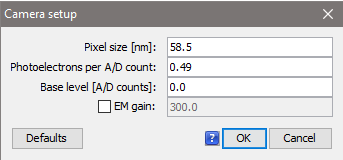 Camera setup
Pixel size [nm]: 58.5
Photoelectrons per A/D count: 0.49
Base level [A/D counts]: 0.0
EM gain: 300.0
Defaults ? OK Cancel